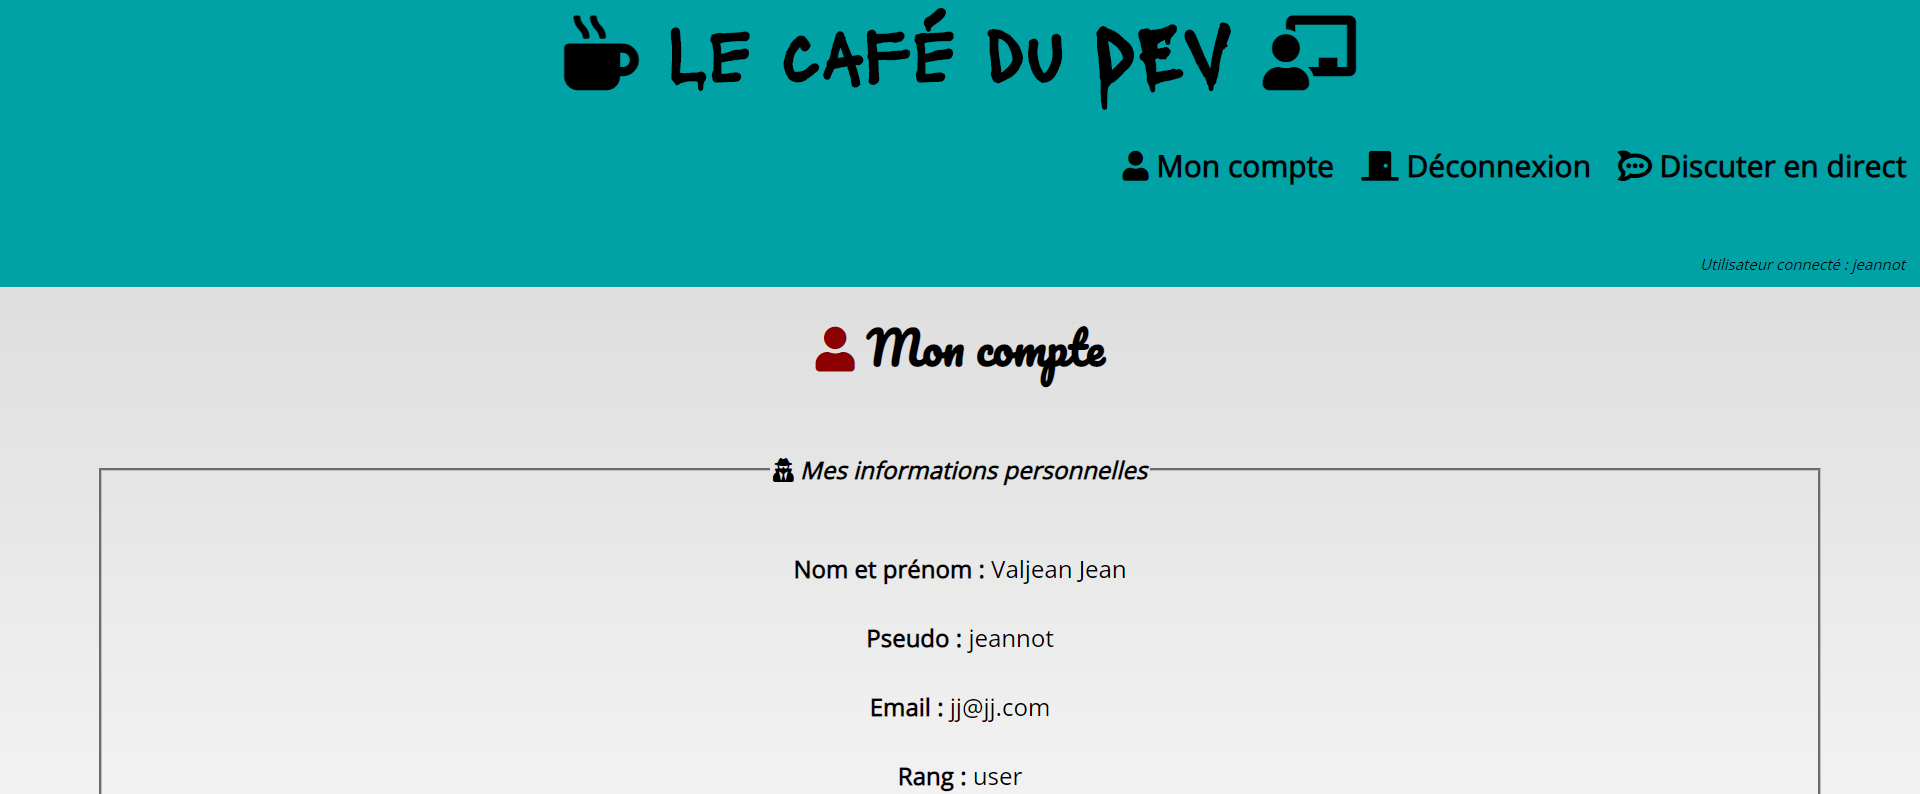 LE CAFÉ DU DEV
Mon compte Déconnexion Discuter en direct
Utilisateur connecté : jeannot
Mon compte
Mes informations personnelles
Nom et prénom : Valjean Jean
Pseudo : jeannot
Email : jj@jj.com
Rang : user